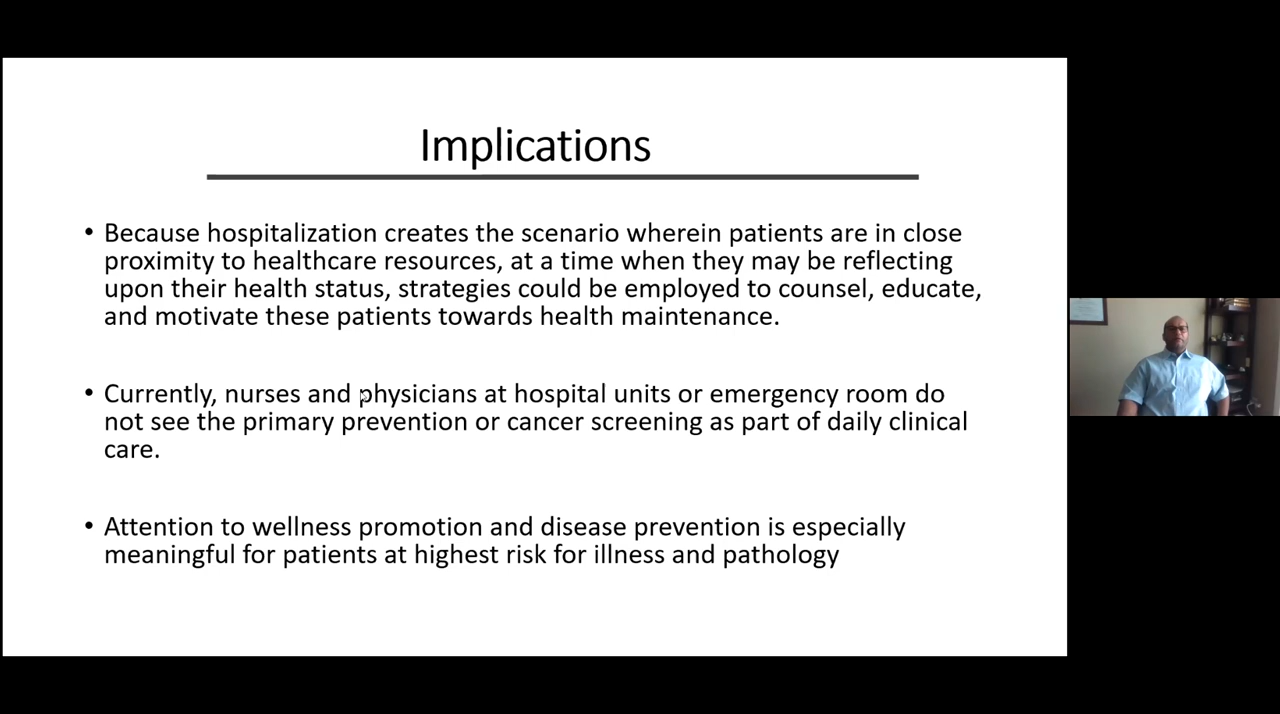 Implications
• Because hospitalization creates the scenario wherein patients are in close
proximity to healthcare resources, at a time when they may be reflecting
upon their health status, strategies could be employed to counsel, educate,
and motivate these patients towards health maintenance.
• Currently, nurses and physicians at hospital units or emergency room do
not see the primary prevention or cancer screening as part of daily clinical
care.
• Attention to wellness promotion and disease prevention is especially
meaningful for patients at highest risk for illness and pathology